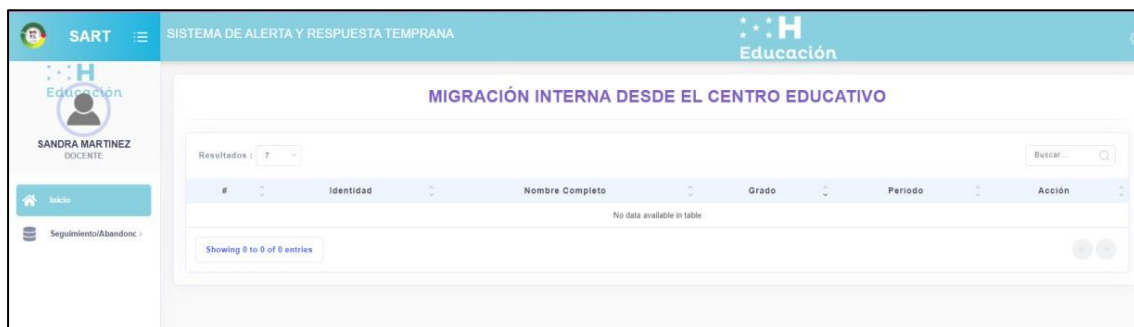 SART
SISTEMA DE ALERTA Y RESPUESTA TEMPRANA
H
Educación
H
Educación
SANDRA MARTINEZ
DOCENTE
Inicio
Seguimiento/Abandono
MIGRACIÓN INTERNA DESDE EL CENTRO EDUCATIVO
Resultados : 7
Buscar...
# Identidad Nombre Completo Grado Periodo Acción
No data available in table
Showing 0 to 0 of 0 entries